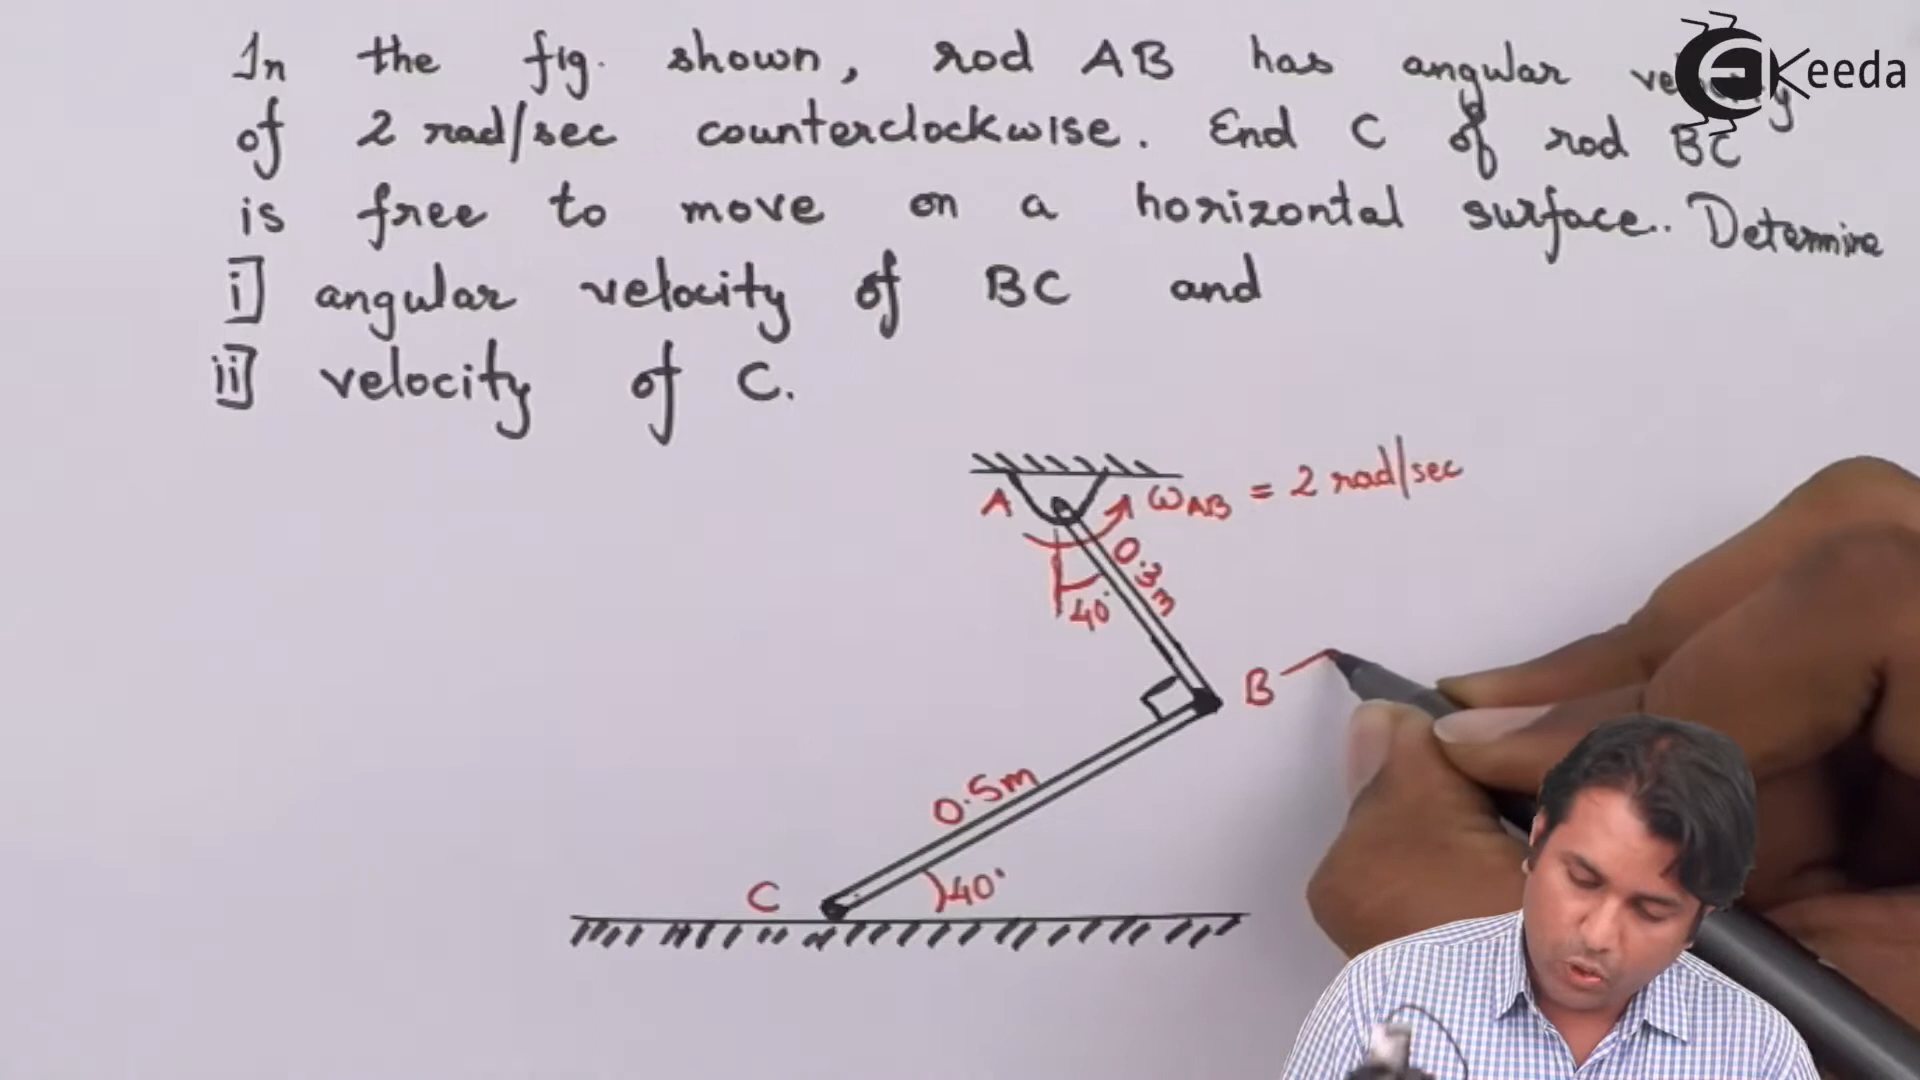 In the fig. shown, rod AB has angular velocity
of 2 rad/sec counterclockwise. End C of rod BC
is free to move on a horizontal surface. Determine
i] angular velocity of BC and
ii] velocity of C.
Keeda
A
ωAB = 2 rad/sec
0.3m
40°
B
0.5m
C
40°